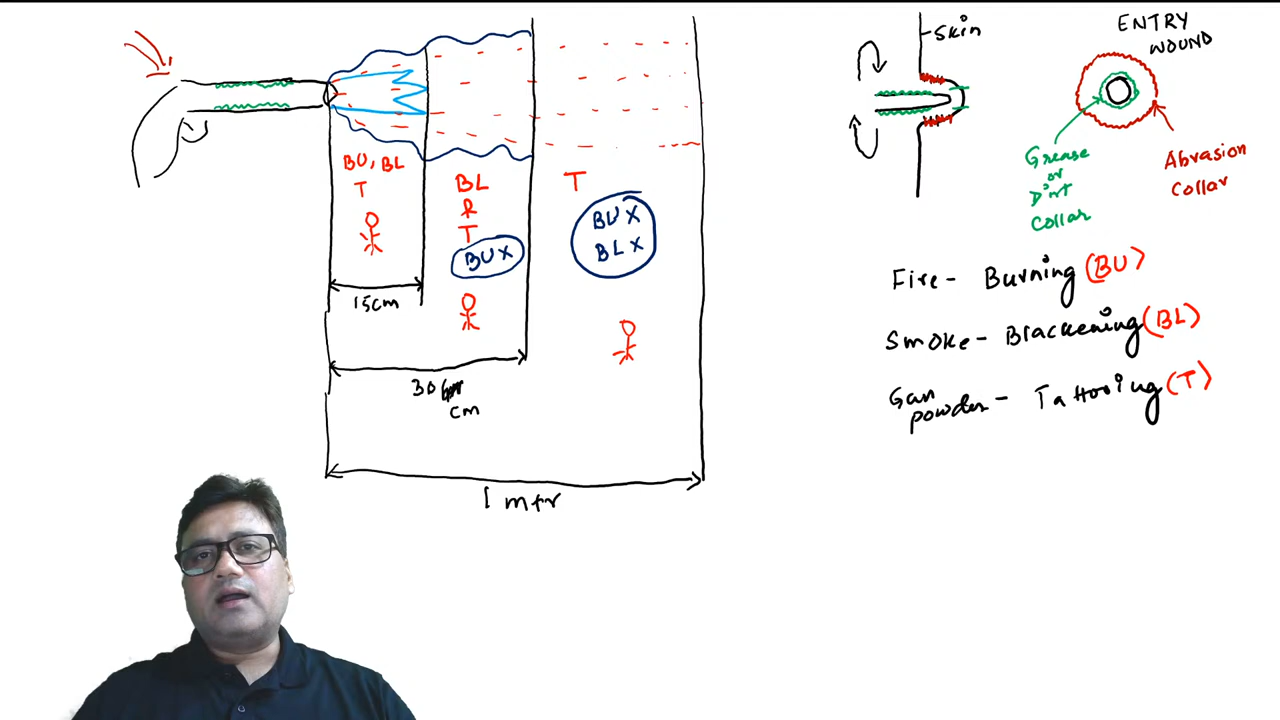 BU, BL
T
BL
R
T
BUX
T
BUX
BLX
15cm
30
cm
1 mtr
Skin
ENTRY
WOUND
Grease
or
Dirt
Collar
Abrasion
Collar
Fire- Burning (BU)
Smoke- Blackening (BL)
Gun
powder- Tattooing (T)